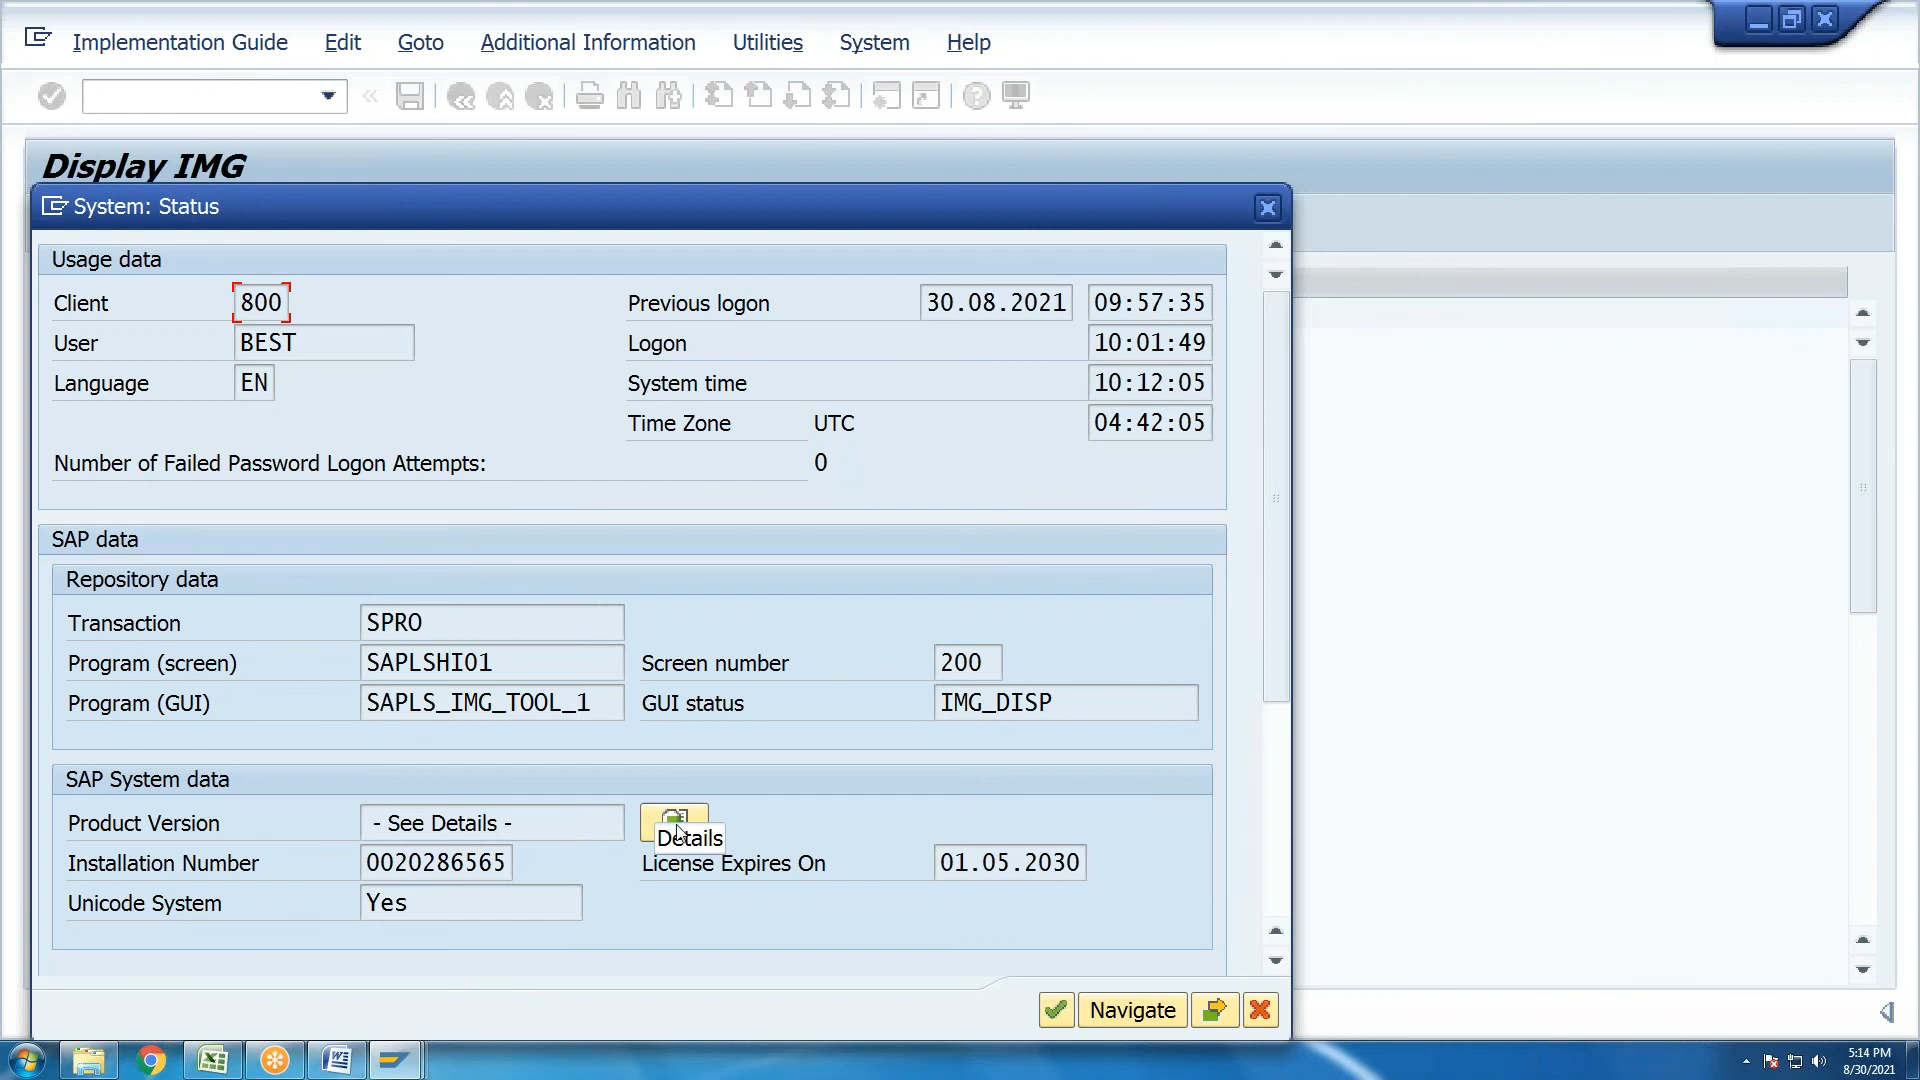 Implementation Guide Edit Goto Additional Information Utilities System Help
Display IMG
System: Status
Usage data
Client 800 Previous logon 30.08.2021 09:57:35
User BEST Logon 10:01:49
Language EN System time 10:12:05
Time Zone UTC 04:42:05
Number of Failed Password Logon Attempts: 0
SAP data
Repository data
Transaction SPRO
Program (screen) SAPLSHI01 Screen number 200
Program (GUI) SAPLS_IMG_TOOL_1 GUI status IMG_DISP
SAP System data
Product Version - See Details -
Details
Installation Number 0020286565 License Expires On 01.05.2030
Unicode System Yes
Navigate
5:14 PM
8/30/2021